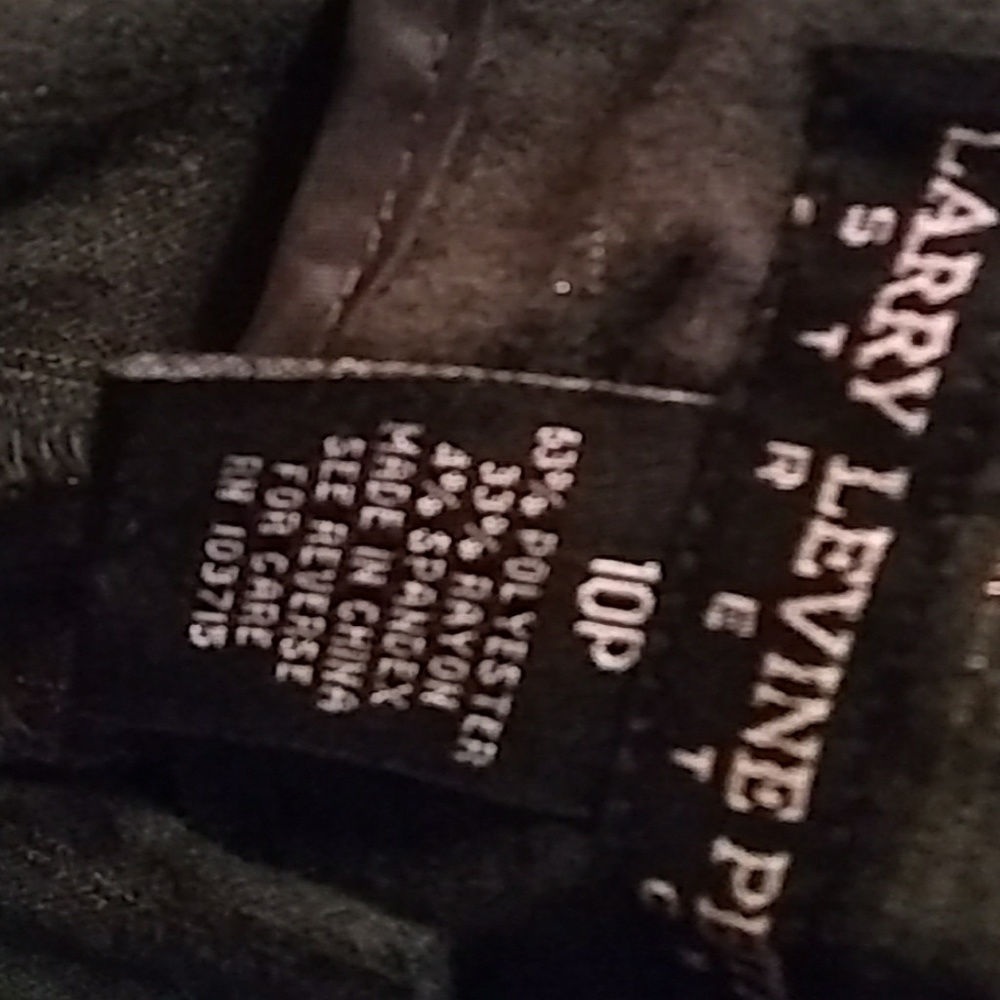 LARRY LEVINE
S T R E T C
10P
63% POLYESTER
33% RAYON
4% SPANDEX
MADE IN CHINA
SEE REVERSE
FOR CARE
RN 103715